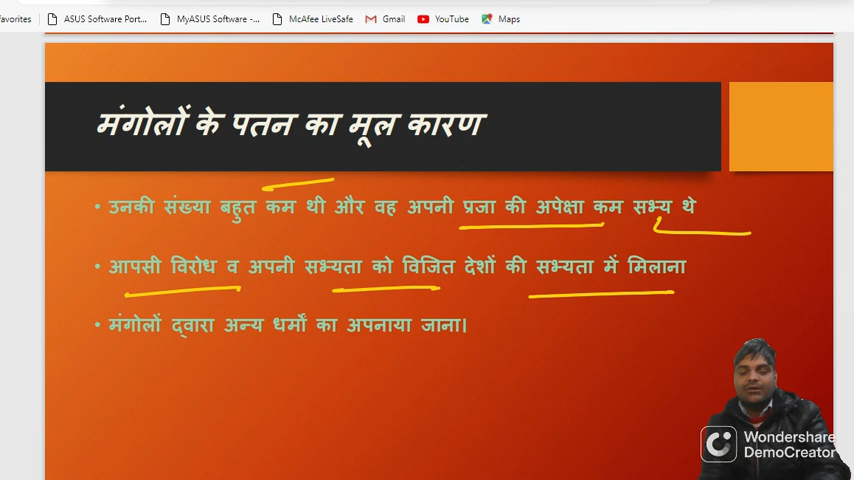 avorites
ASUS Software Port...
MyASUS Software -...
McAfee LiveSafe
Gmail
YouTube
Maps
मंगोलों के पतन का मूल कारण
• उनकी संख्या बहुत कम थी और वह अपनी प्रजा की अपेक्षा कम सभ्य थे
• आपसी विरोध व अपनी सभ्यता को विजित देशों की सभ्यता में मिलाना
• मंगोलों द्वारा अन्य धर्मों का अपनाया जाना।
Wondershare
DemoCreator